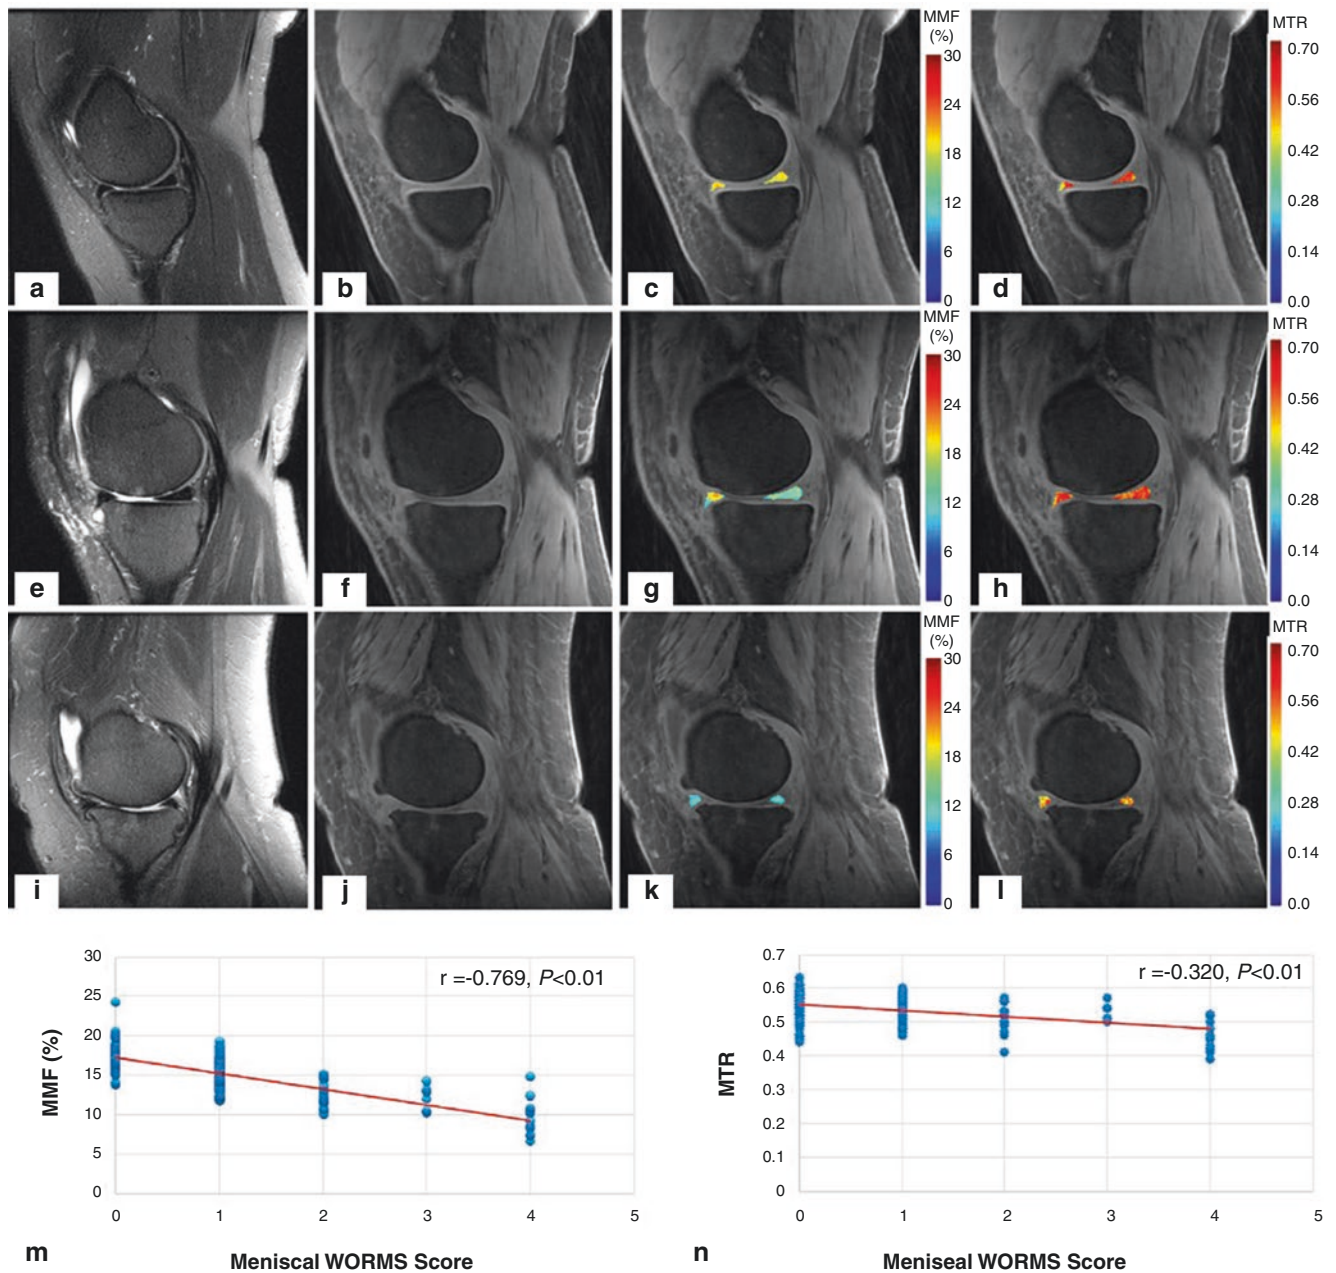 MMF
(%)
30
24
18
12
6
0
MTR
0.70
0.56
0.42
0.28
0.14
0.0
a
b
c
d
MMF
(%)
30
24
18
12
6
0
MTR
0.70
0.56
0.42
0.28
0.14
0.0
e
f
g
h
MMF
(%)
30
24
18
12
6
0
MTR
0.70
0.56
0.42
0.28
0.14
0.0
i
j
k
l
30
25
20
15
10
5
0
MMF (%)
r =-0.769, P<0.01
0 1 2 3 4 5
m
Meniscal WORMS Score
0.7
0.6
0.5
0.4
0.3
0.2
0.1
0
MTR
r =-0.320, P<0.01
0 1 2 3 4 5
n
Meniseal WORMS Score